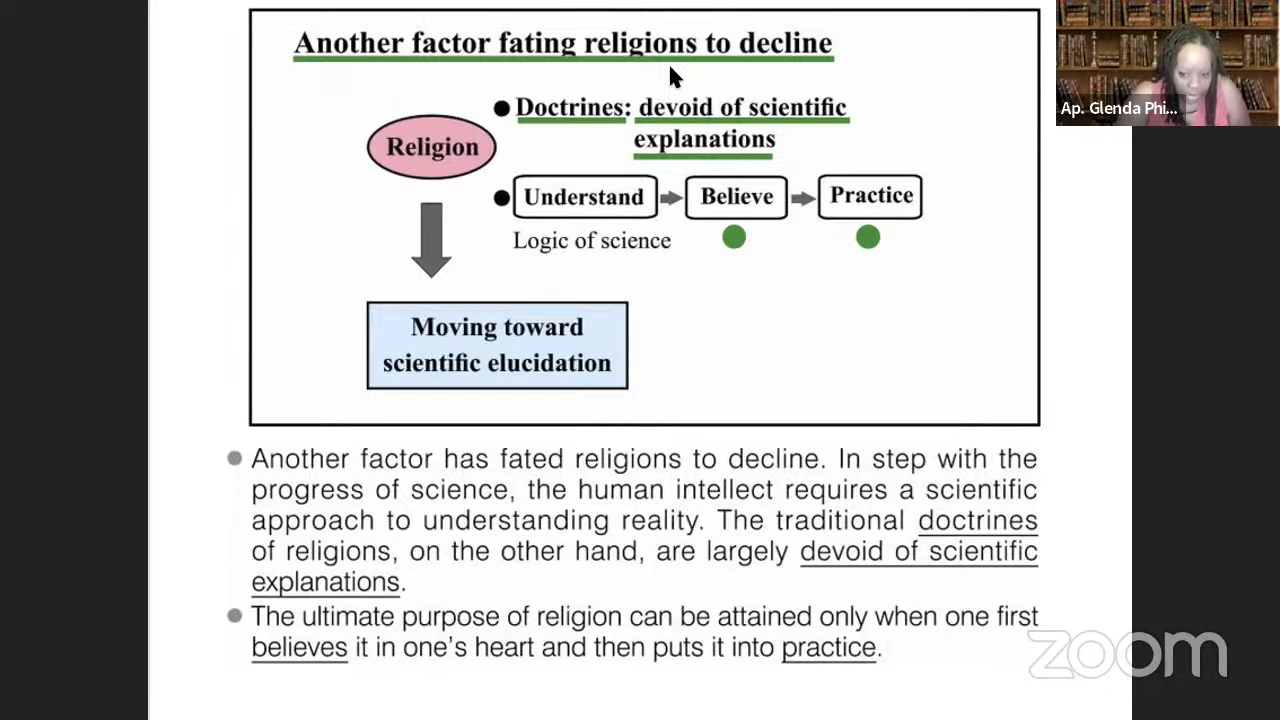 Another factor fating religions to decline
● Doctrines: devoid of scientific
explanations
Religion
● Understand Believe Practice
Logic of science
Moving toward
scientific elucidation
● Another factor has fated religions to decline. In step with the
progress of science, the human intellect requires a scientific
approach to understanding reality. The traditional doctrines
of religions, on the other hand, are largely devoid of scientific
explanations.
● The ultimate purpose of religion can be attained only when one first
believes it in one's heart and then puts it into practice.
Ap. Glenda Phi...
zoom